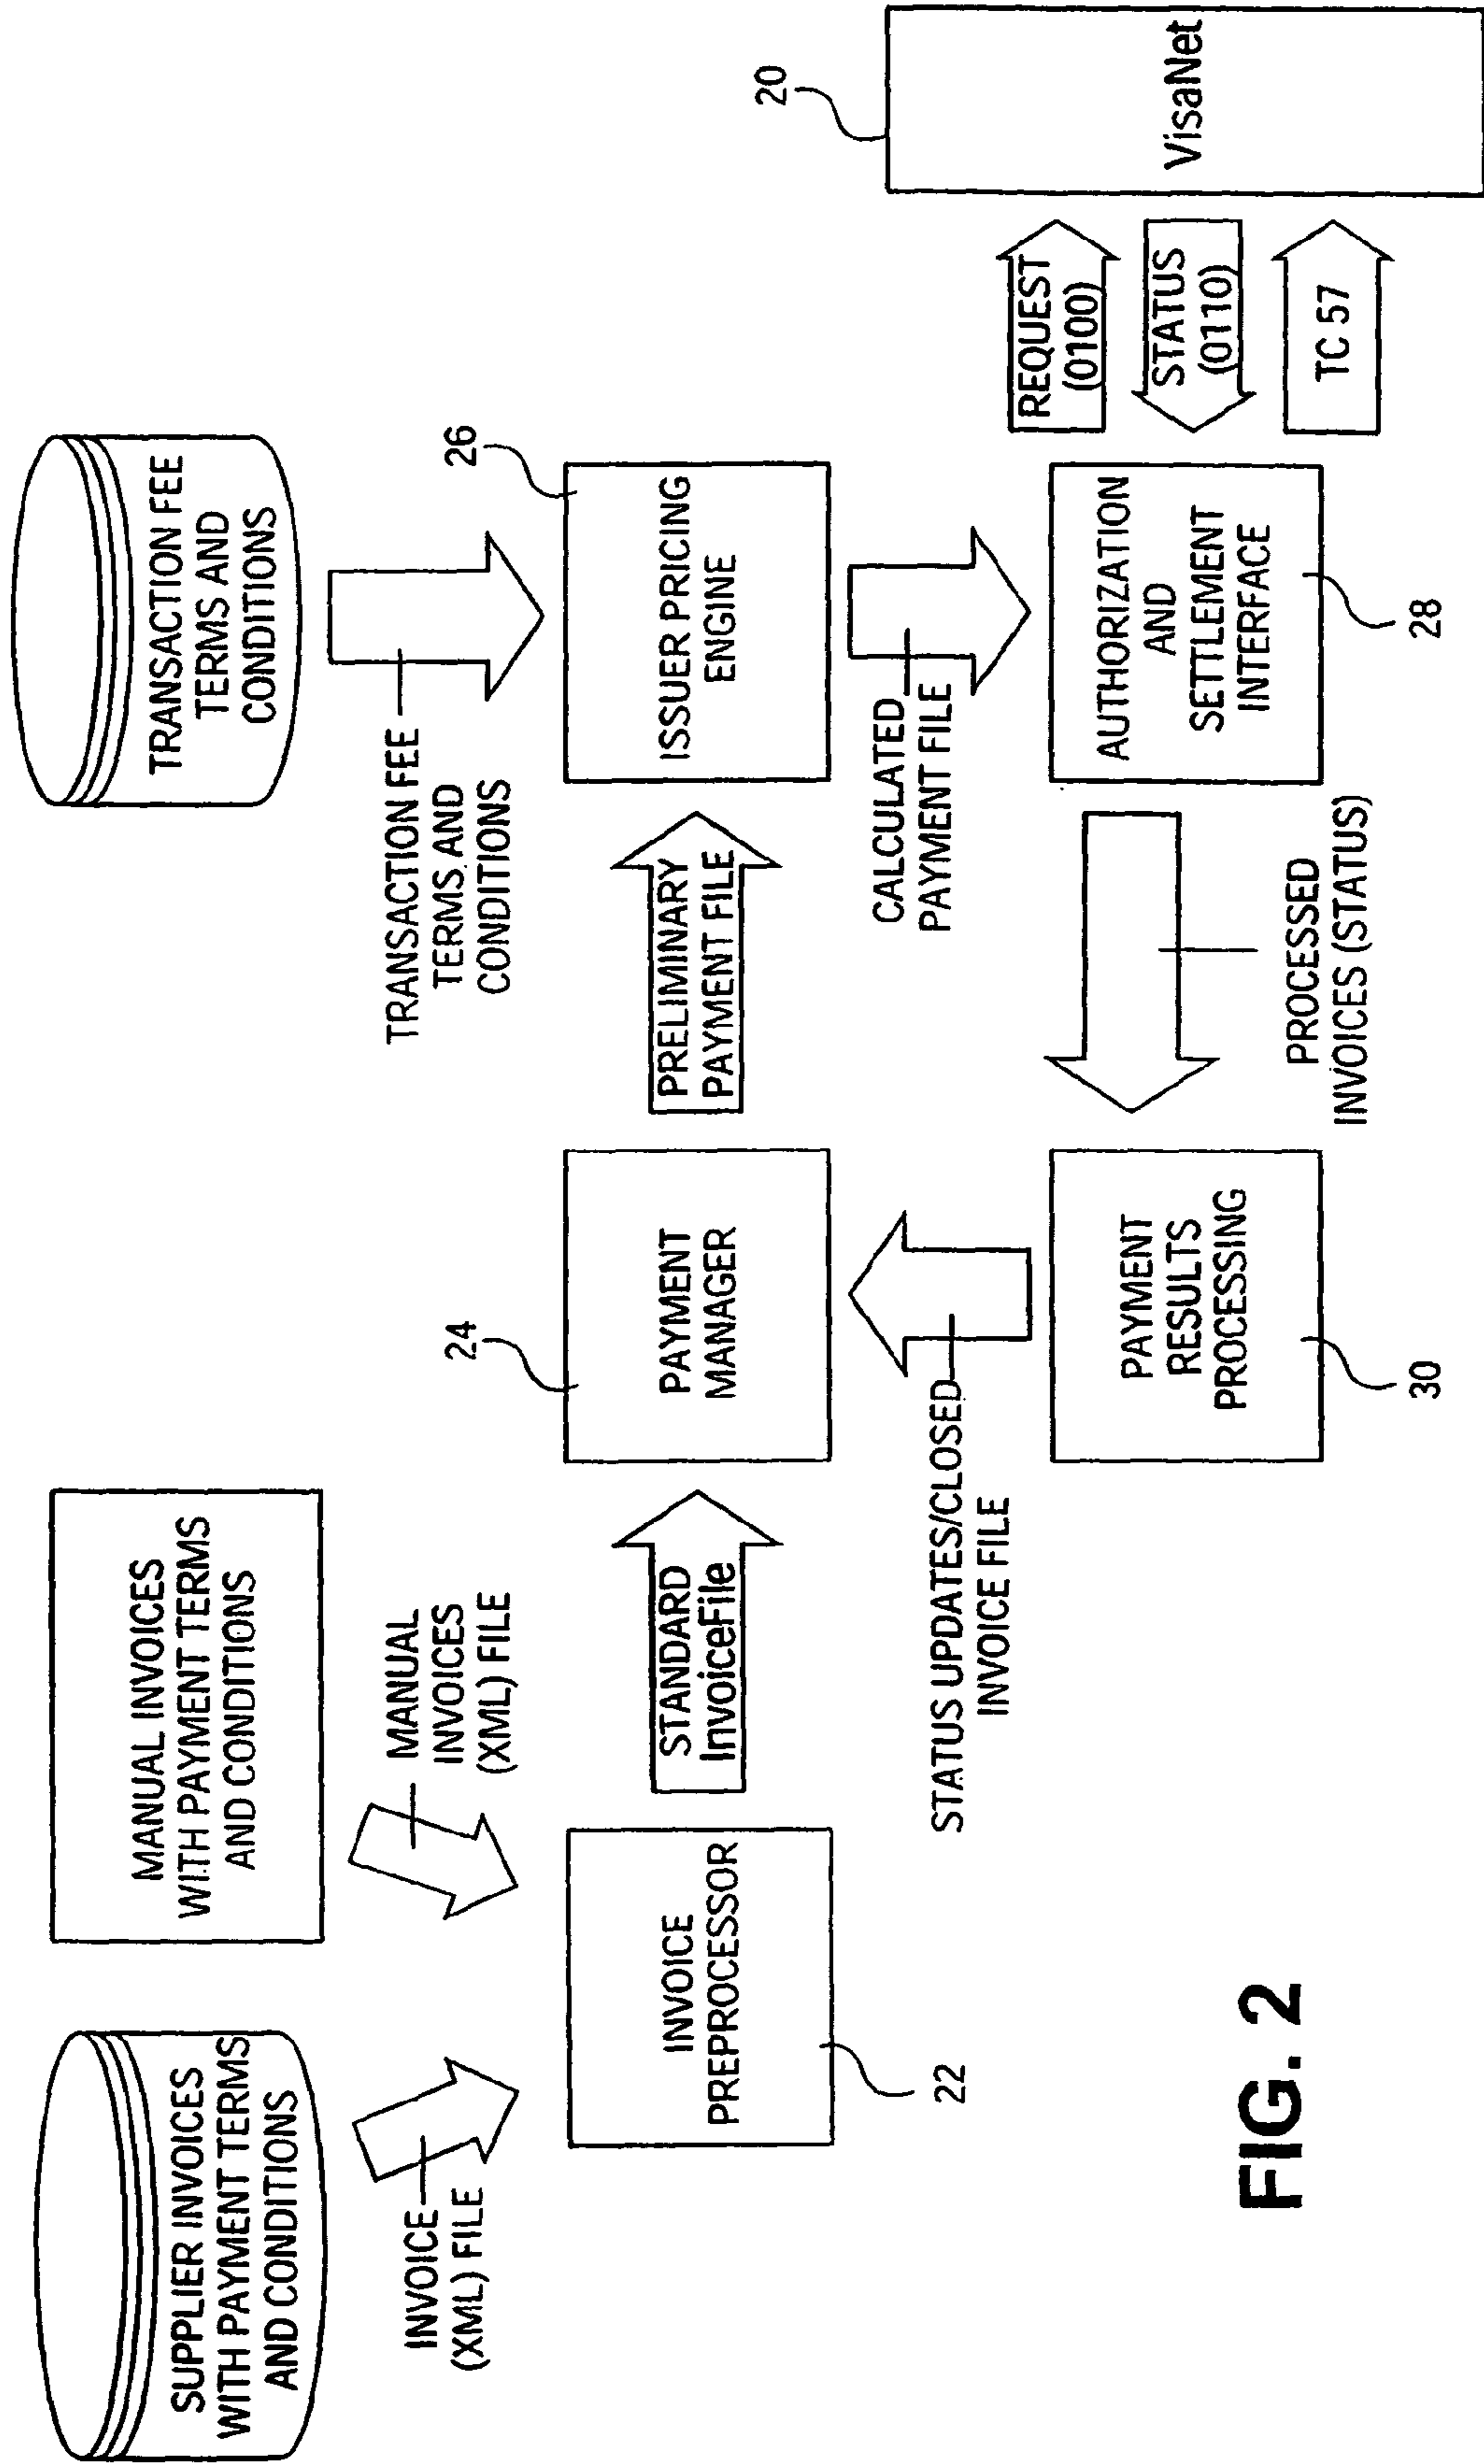 SUPPLIER INVOICES
WITH PAYMENT TERMS
AND CONDITIONS
MANUAL INVOICES
WITH PAYMENT TERMS
AND CONDITIONS
TRANSACTION FEE
TERMS AND
CONDITIONS
INVOICE
(XML) FILE
MANUAL
INVOICES
(XML) FILE
TRANSACTION FEE
TERMS AND
CONDITIONS
24
26
INVOICE
PREPROCESSOR
22
STANDARD
InvoiceFile
PAYMENT
MANAGER
PRELIMINARY
PAYMENT FILE
ISSUER PRICING
ENGINE
20
STATUS UPDATES/CLOSED
INVOICE FILE
CALCULATED
PAYMENT FILE
PAYMENT
RESULTS
PROCESSING
30
PROCESSED
INVOICES (STATUS)
AUTHORIZATION
AND
SETTLEMENT
INTERFACE
28
REQUEST
(0100)
STATUS
(0110)
TC 57
VisaNet
FIG. 2